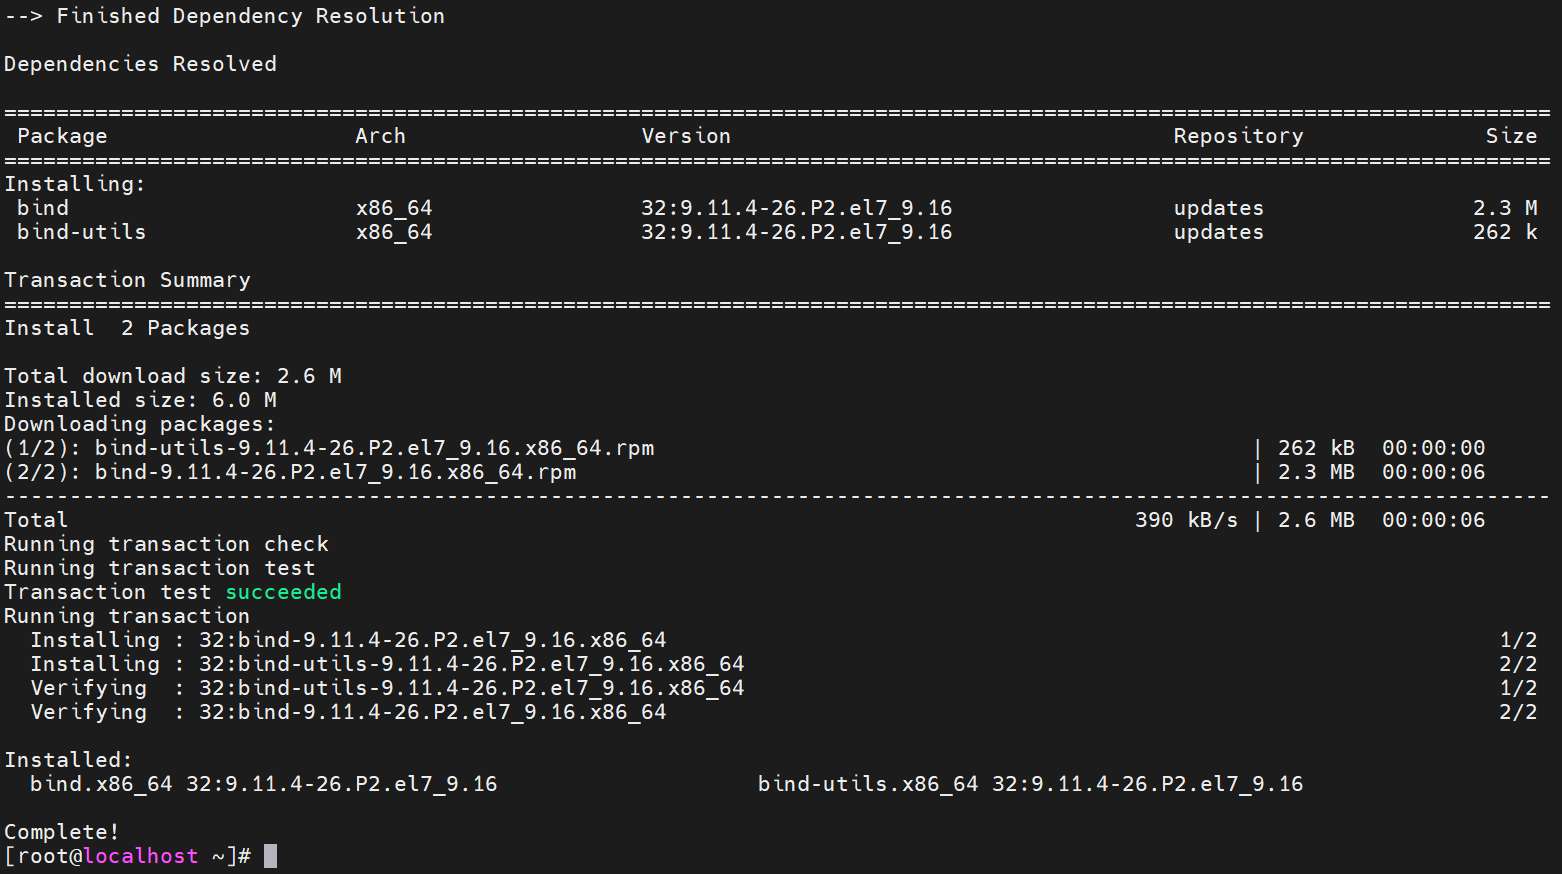 --> Finished Dependency Resolution
Dependencies Resolved
========================================================================================================================
Package Arch Version Repository Size
========================================================================================================================
Installing:
bind x86_64 32:9.11.4-26.P2.el7_9.16 updates 2.3 M
bind-utils x86_64 32:9.11.4-26.P2.el7_9.16 updates 262 k
Transaction Summary
========================================================================================================================
Install  2 Packages
Total download size: 2.6 M
Installed size: 6.0 M
Downloading packages:
(1/2): bind-utils-9.11.4-26.P2.el7_9.16.x86_64.rpm | 262 kB  00:00:00
(2/2): bind-9.11.4-26.P2.el7_9.16.x86_64.rpm | 2.3 MB  00:00:06
------------------------------------------------------------------------------------------------------------------------
Total 390 kB/s | 2.6 MB  00:00:06
Running transaction check
Running transaction test
Transaction test succeeded
Running transaction
Installing : 32:bind-9.11.4-26.P2.el7_9.16.x86_64 1/2
Installing : 32:bind-utils-9.11.4-26.P2.el7_9.16.x86_64 2/2
Verifying  : 32:bind-utils-9.11.4-26.P2.el7_9.16.x86_64 1/2
Verifying  : 32:bind-9.11.4-26.P2.el7_9.16.x86_64 2/2
Installed:
bind.x86_64 32:9.11.4-26.P2.el7_9.16 bind-utils.x86_64 32:9.11.4-26.P2.el7_9.16
Complete!
[root@localhost ~]#